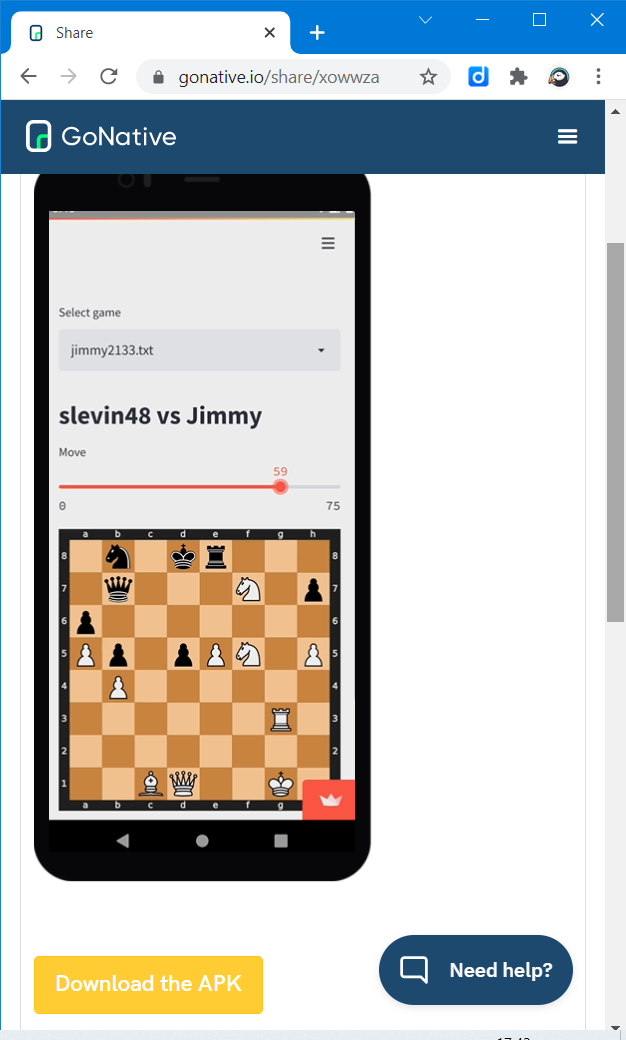 Share
gonative.io/share/xowwza
GoNative
Select game
jimmy2133.txt
slevin48 vs Jimmy
Move
59
0 75
a b c d e f g h
8 8
7 7
6 6
5 5
4 4
3 3
2 2
1
a b c d e f g
Download the APK
Need help?